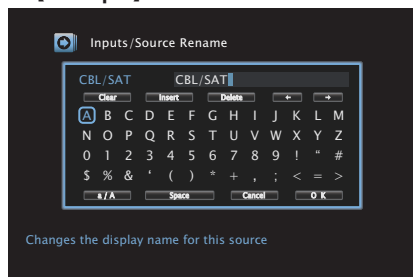 Inputs/Source Rename
CBL/SAT CBL/SAT
Clear Insert Delete ← →
A B C D E F G H I J K L M
N O P Q R S T U V W X Y Z
0 1 2 3 4 5 6 7 8 9 ! “ #
$ % & ‘ ( ) * + , ; < = >
a / A Space Cancel O K
Changes the display name for this source